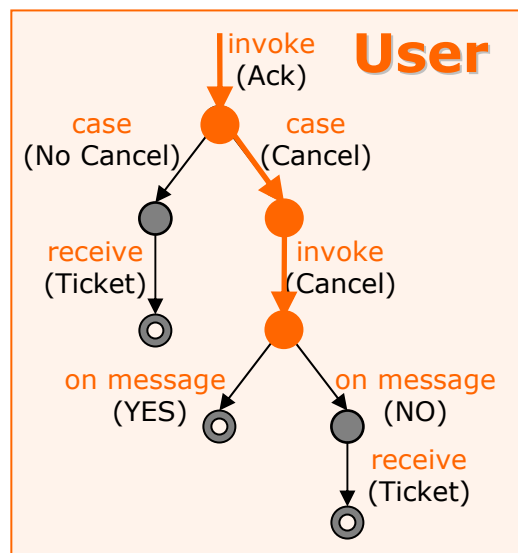 invoke
(Ack)
User
case
(No Cancel)
case
(Cancel)
receive
(Ticket)
invoke
(Cancel)
on message
(YES)
on message
(NO)
receive
(Ticket)